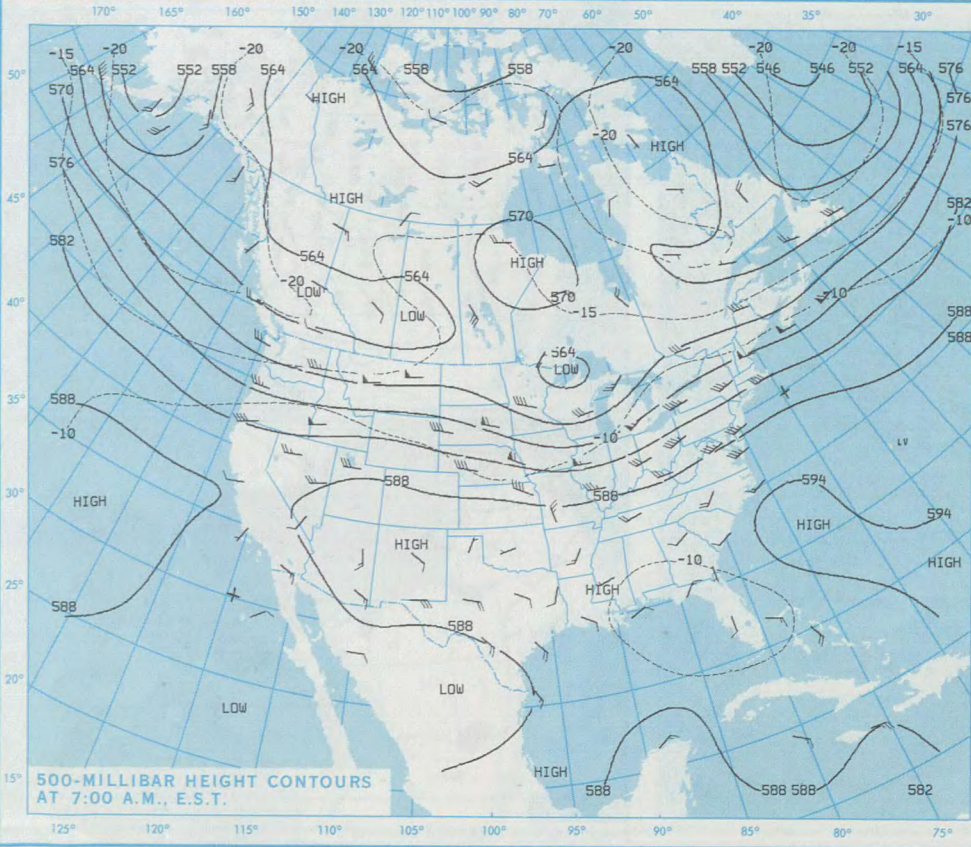 170° 165° 160° 150° 140° 130° 120° 110° 100° 90° 80° 70° 60° 50° 40° 35° 30°
-15 -20 -20 -20 -20 -20 -20 -15
50° 564 552 552 558 564 564 558 558 564 558 552 546 546 552 564 576
570 HIGH 576
576
-20 HIGH
576 564
45° HIGH
570 582
-10
582 564 HIGH
564
-20 LOW 570 -10
40° LOW -15 588
588
564
LOW
35° 588
-10 -10
588 594
30° HIGH 588 594
HIGH
HIGH -10 HIGH
25° HIGH
588 588
20° LOW LOW
15° HIGH
588 588 588 582
500-MILLIBAR HEIGHT CONTOURS
AT 7:00 A.M., E.S.T.
125° 120° 115° 110° 105° 100° 95° 90° 85° 80° 75°